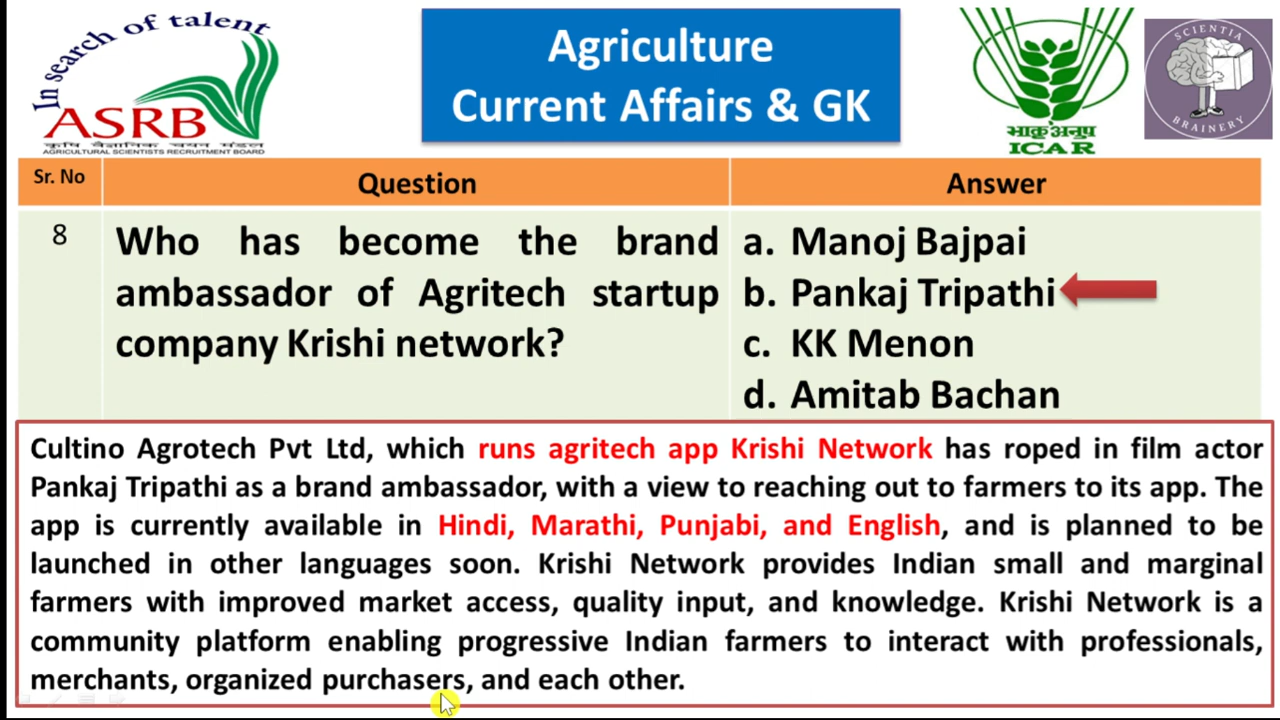 In search of talent
ASRB
कृषि वैज्ञानिक चयन मंडल
AGRICULTURAL SCIENTISTS RECRUITMENT BOARD
Agriculture
Current Affairs & GK
भाकृअनुप
ICAR
SCIENTIA
BRAINERY
Sr. No
Question
Answer
8
Who has become the brand
ambassador of Agritech startup
company Krishi network?
a. Manoj Bajpai
b. Pankaj Tripathi
c. KK Menon
d. Amitab Bachan
Cultino Agrotech Pvt Ltd, which runs agritech app Krishi Network has roped in film actor
Pankaj Tripathi as a brand ambassador, with a view to reaching out to farmers to its app. The
app is currently available in Hindi, Marathi, Punjabi, and English, and is planned to be
launched in other languages soon. Krishi Network provides Indian small and marginal
farmers with improved market access, quality input, and knowledge. Krishi Network is a
community platform enabling progressive Indian farmers to interact with professionals,
merchants, organized purchasers, and each other.